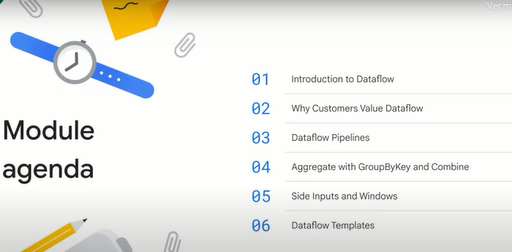 Module
agenda
01 Introduction to Dataflow
02 Why Customers Value Dataflow
03 Dataflow Pipelines
04 Aggregate with GroupByKey and Combine
05 Side Inputs and Windows
06 Dataflow Templates